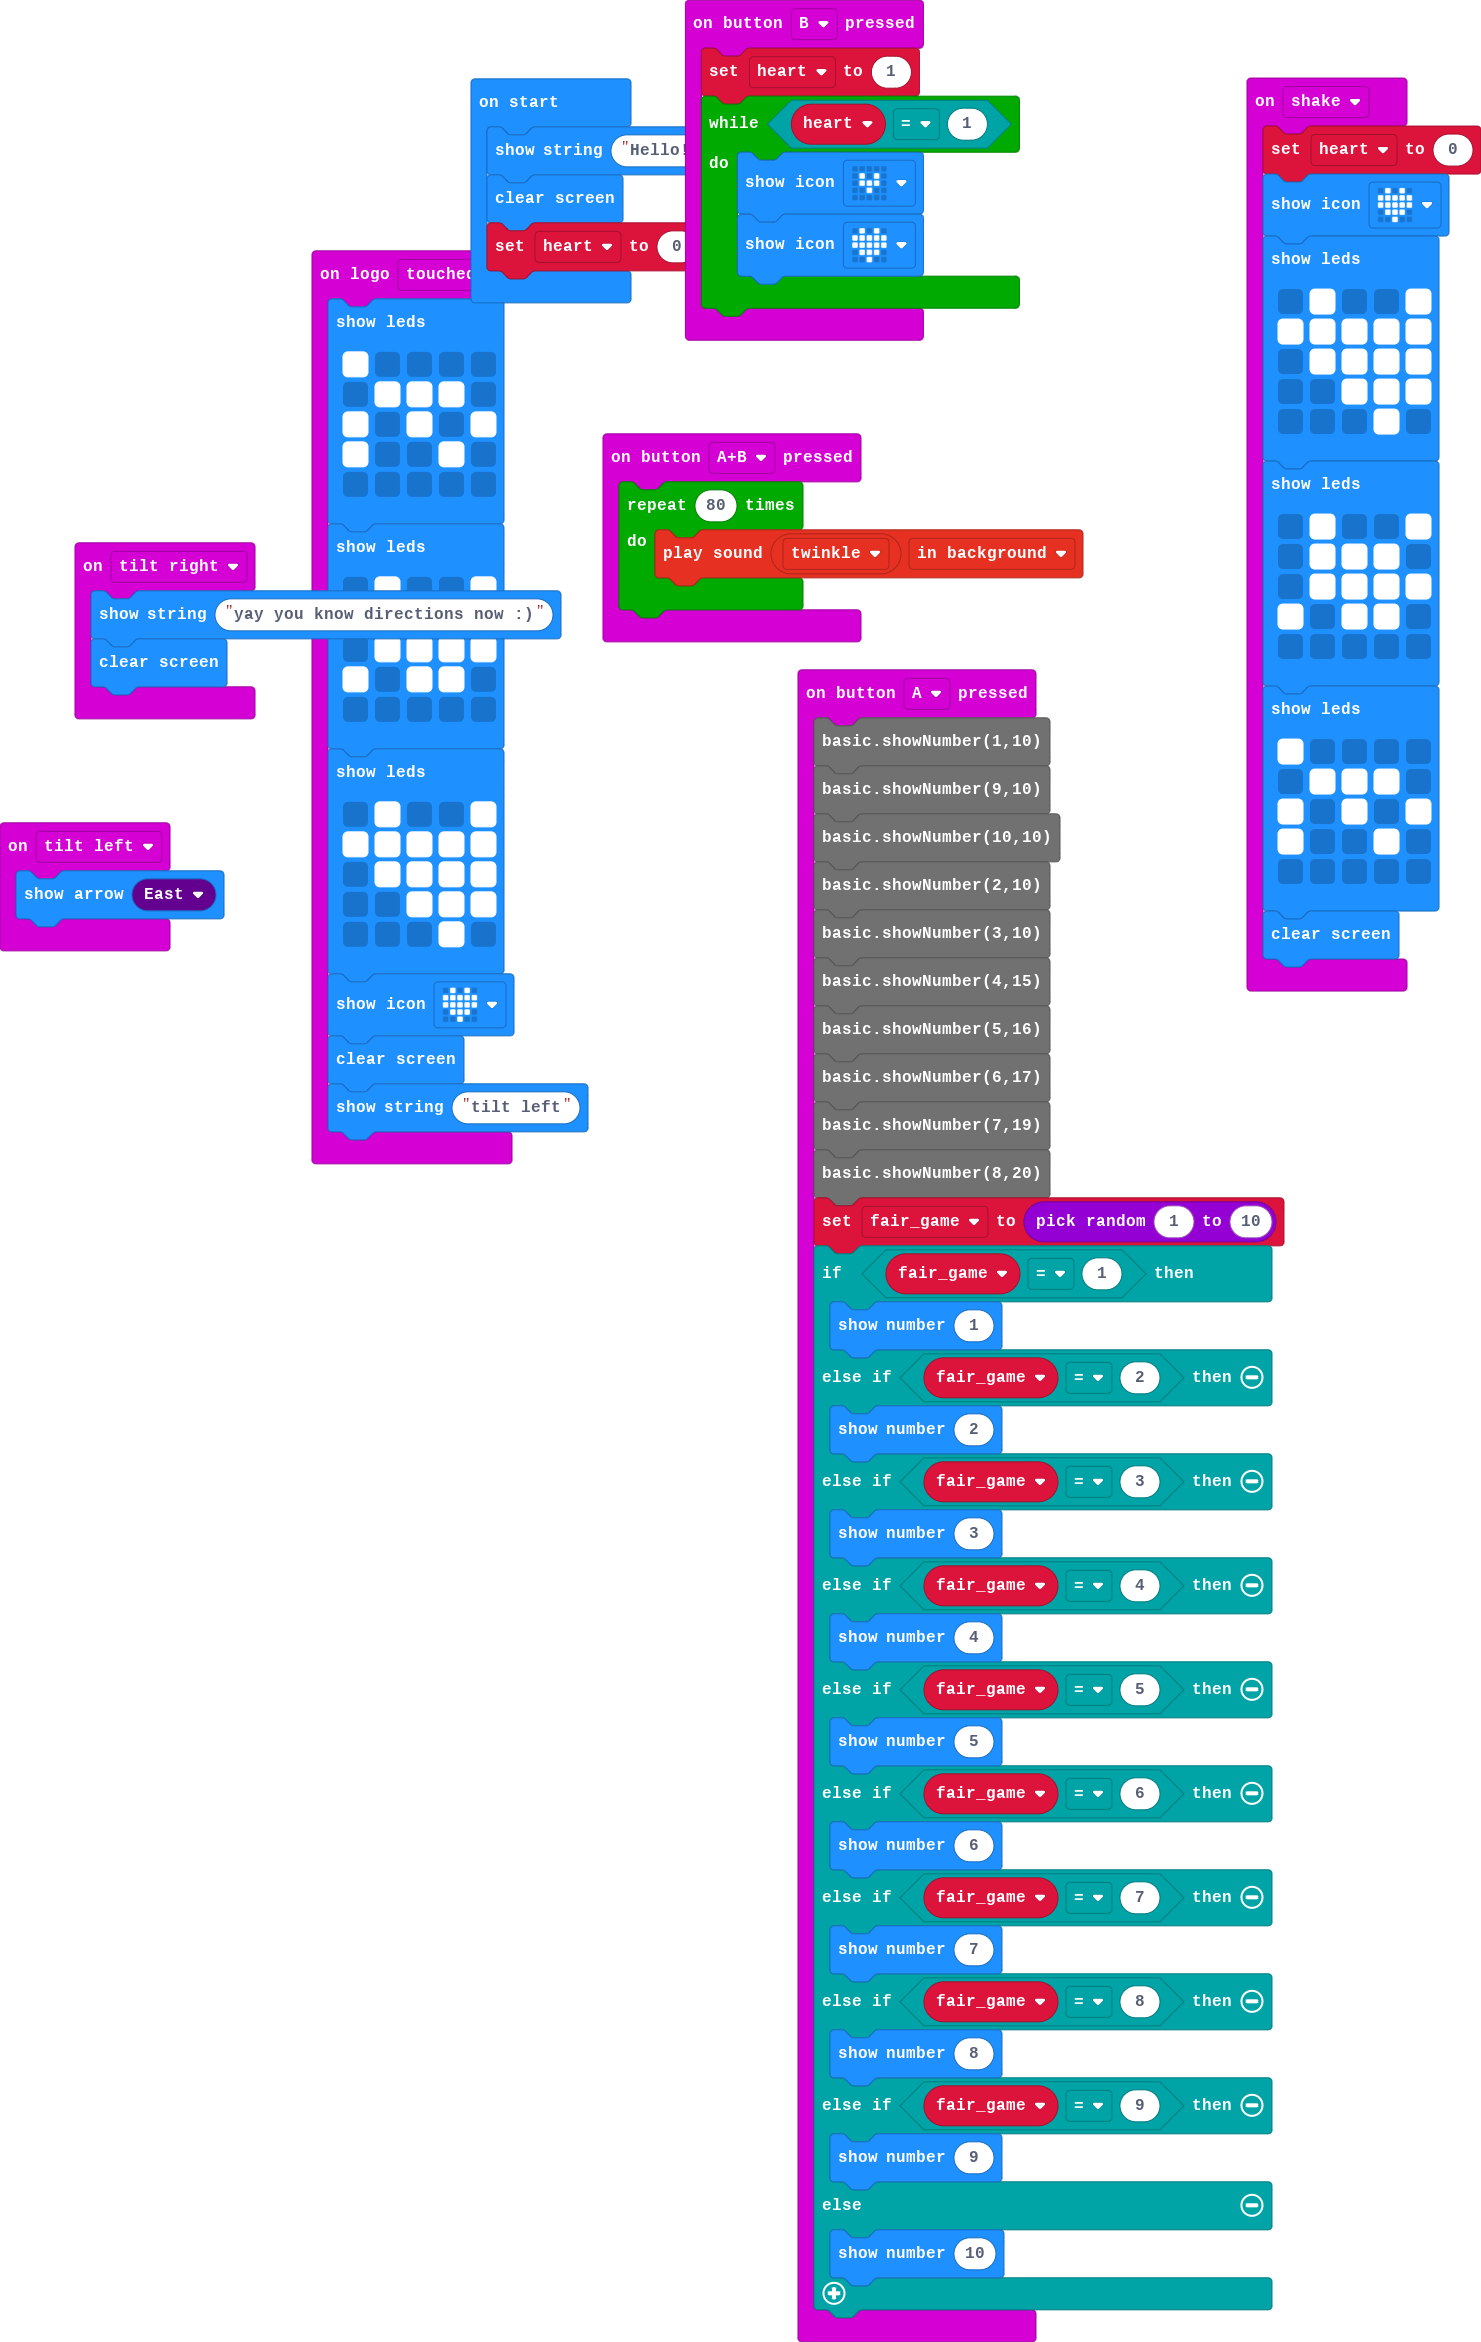 on button B pressed
set heart to 1
while heart = 1
do
show icon
show icon
on start
show string "Hello!
clear screen
set heart to 0
on shake
set heart to 0
show icon
show leds
show leds
show leds
clear screen
on logo touched
show leds
show leds
show leds
show icon
clear screen
show string "tilt left"
on button A+B pressed
repeat 80 times
do
play sound twinkle in background
on tilt right
show string "yay you know directions now :)"
clear screen
on tilt left
show arrow East
on button A pressed
basic.showNumber(1,10)
basic.showNumber(9,10)
basic.showNumber(10,10)
basic.showNumber(2,10)
basic.showNumber(3,10)
basic.showNumber(4,15)
basic.showNumber(5,16)
basic.showNumber(6,17)
basic.showNumber(7,19)
basic.showNumber(8,20)
set fair_game to pick random 1 to 10
if fair_game = 1 then
show number 1
else if fair_game = 2 then
show number 2
else if fair_game = 3 then
show number 3
else if fair_game = 4 then
show number 4
else if fair_game = 5 then
show number 5
else if fair_game = 6 then
show number 6
else if fair_game = 7 then
show number 7
else if fair_game = 8 then
show number 8
else if fair_game = 9 then
show number 9
else
show number 10